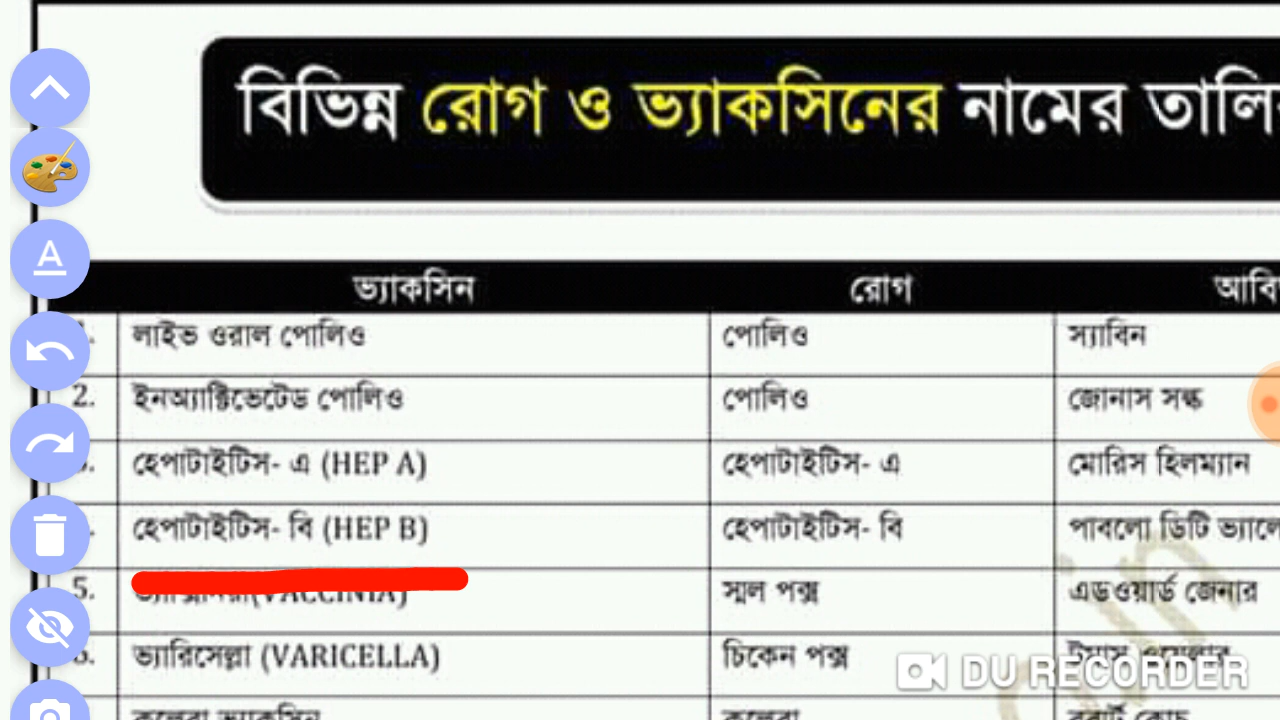 বিভিন্ন রোগ ও ভ্যাকসিনের নামের
ভ্যাকসিন রোগ
লাইভ ওরাল পোলিও পোলিও স্যাবিন
2. ইনঅ্যাক্টিভেটেড পোলিও পোলিও জোনাস সল্ক
হেপাটাইটিস- এ (HEP A) হেপাটাইটিস- এ মোরিস হিলম্যান
হেপাটাইটিস- বি (HEP B) হেপাটাইটিস- বি পাবলো ডিটি
5. স্মল পক্স এডওয়ার্ড জেনার
ভ্যারিসেল্লা (VARICELLA) চিকেন পক্স
DU RECORDER